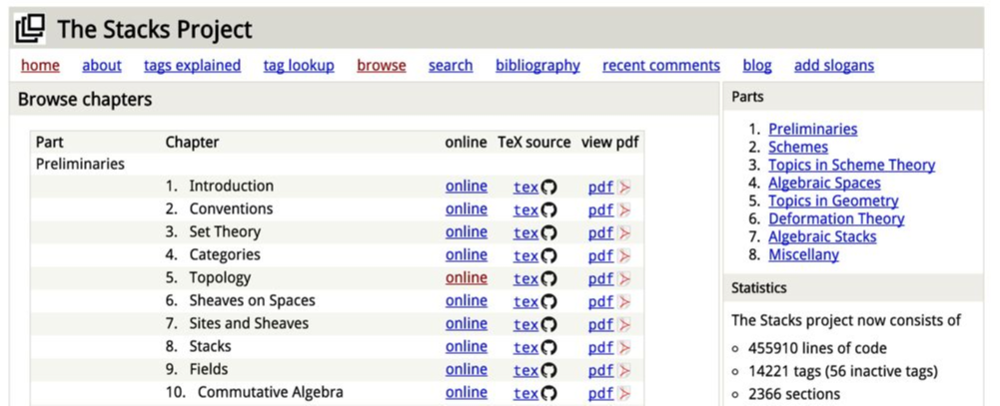 The Stacks Project
home about tags explained tag lookup browse search bibliography recent comments blog add slogans
Browse chapters
Part Chapter online TeX source view pdf
Preliminaries
1. Introduction online tex pdf
2. Conventions online tex pdf
3. Set Theory online tex pdf
4. Categories online tex pdf
5. Topology online tex pdf
6. Sheaves on Spaces online tex pdf
7. Sites and Sheaves online tex pdf
8. Stacks online tex pdf
9. Fields online tex pdf
10. Commutative Algebra online tex pdf
Parts
1. Preliminaries
2. Schemes
3. Topics in Scheme Theory
4. Algebraic Spaces
5. Topics in Geometry
6. Deformation Theory
7. Algebraic Stacks
8. Miscellany
Statistics
The Stacks project now consists of
455910 lines of code
14221 tags (56 inactive tags)
2366 sections